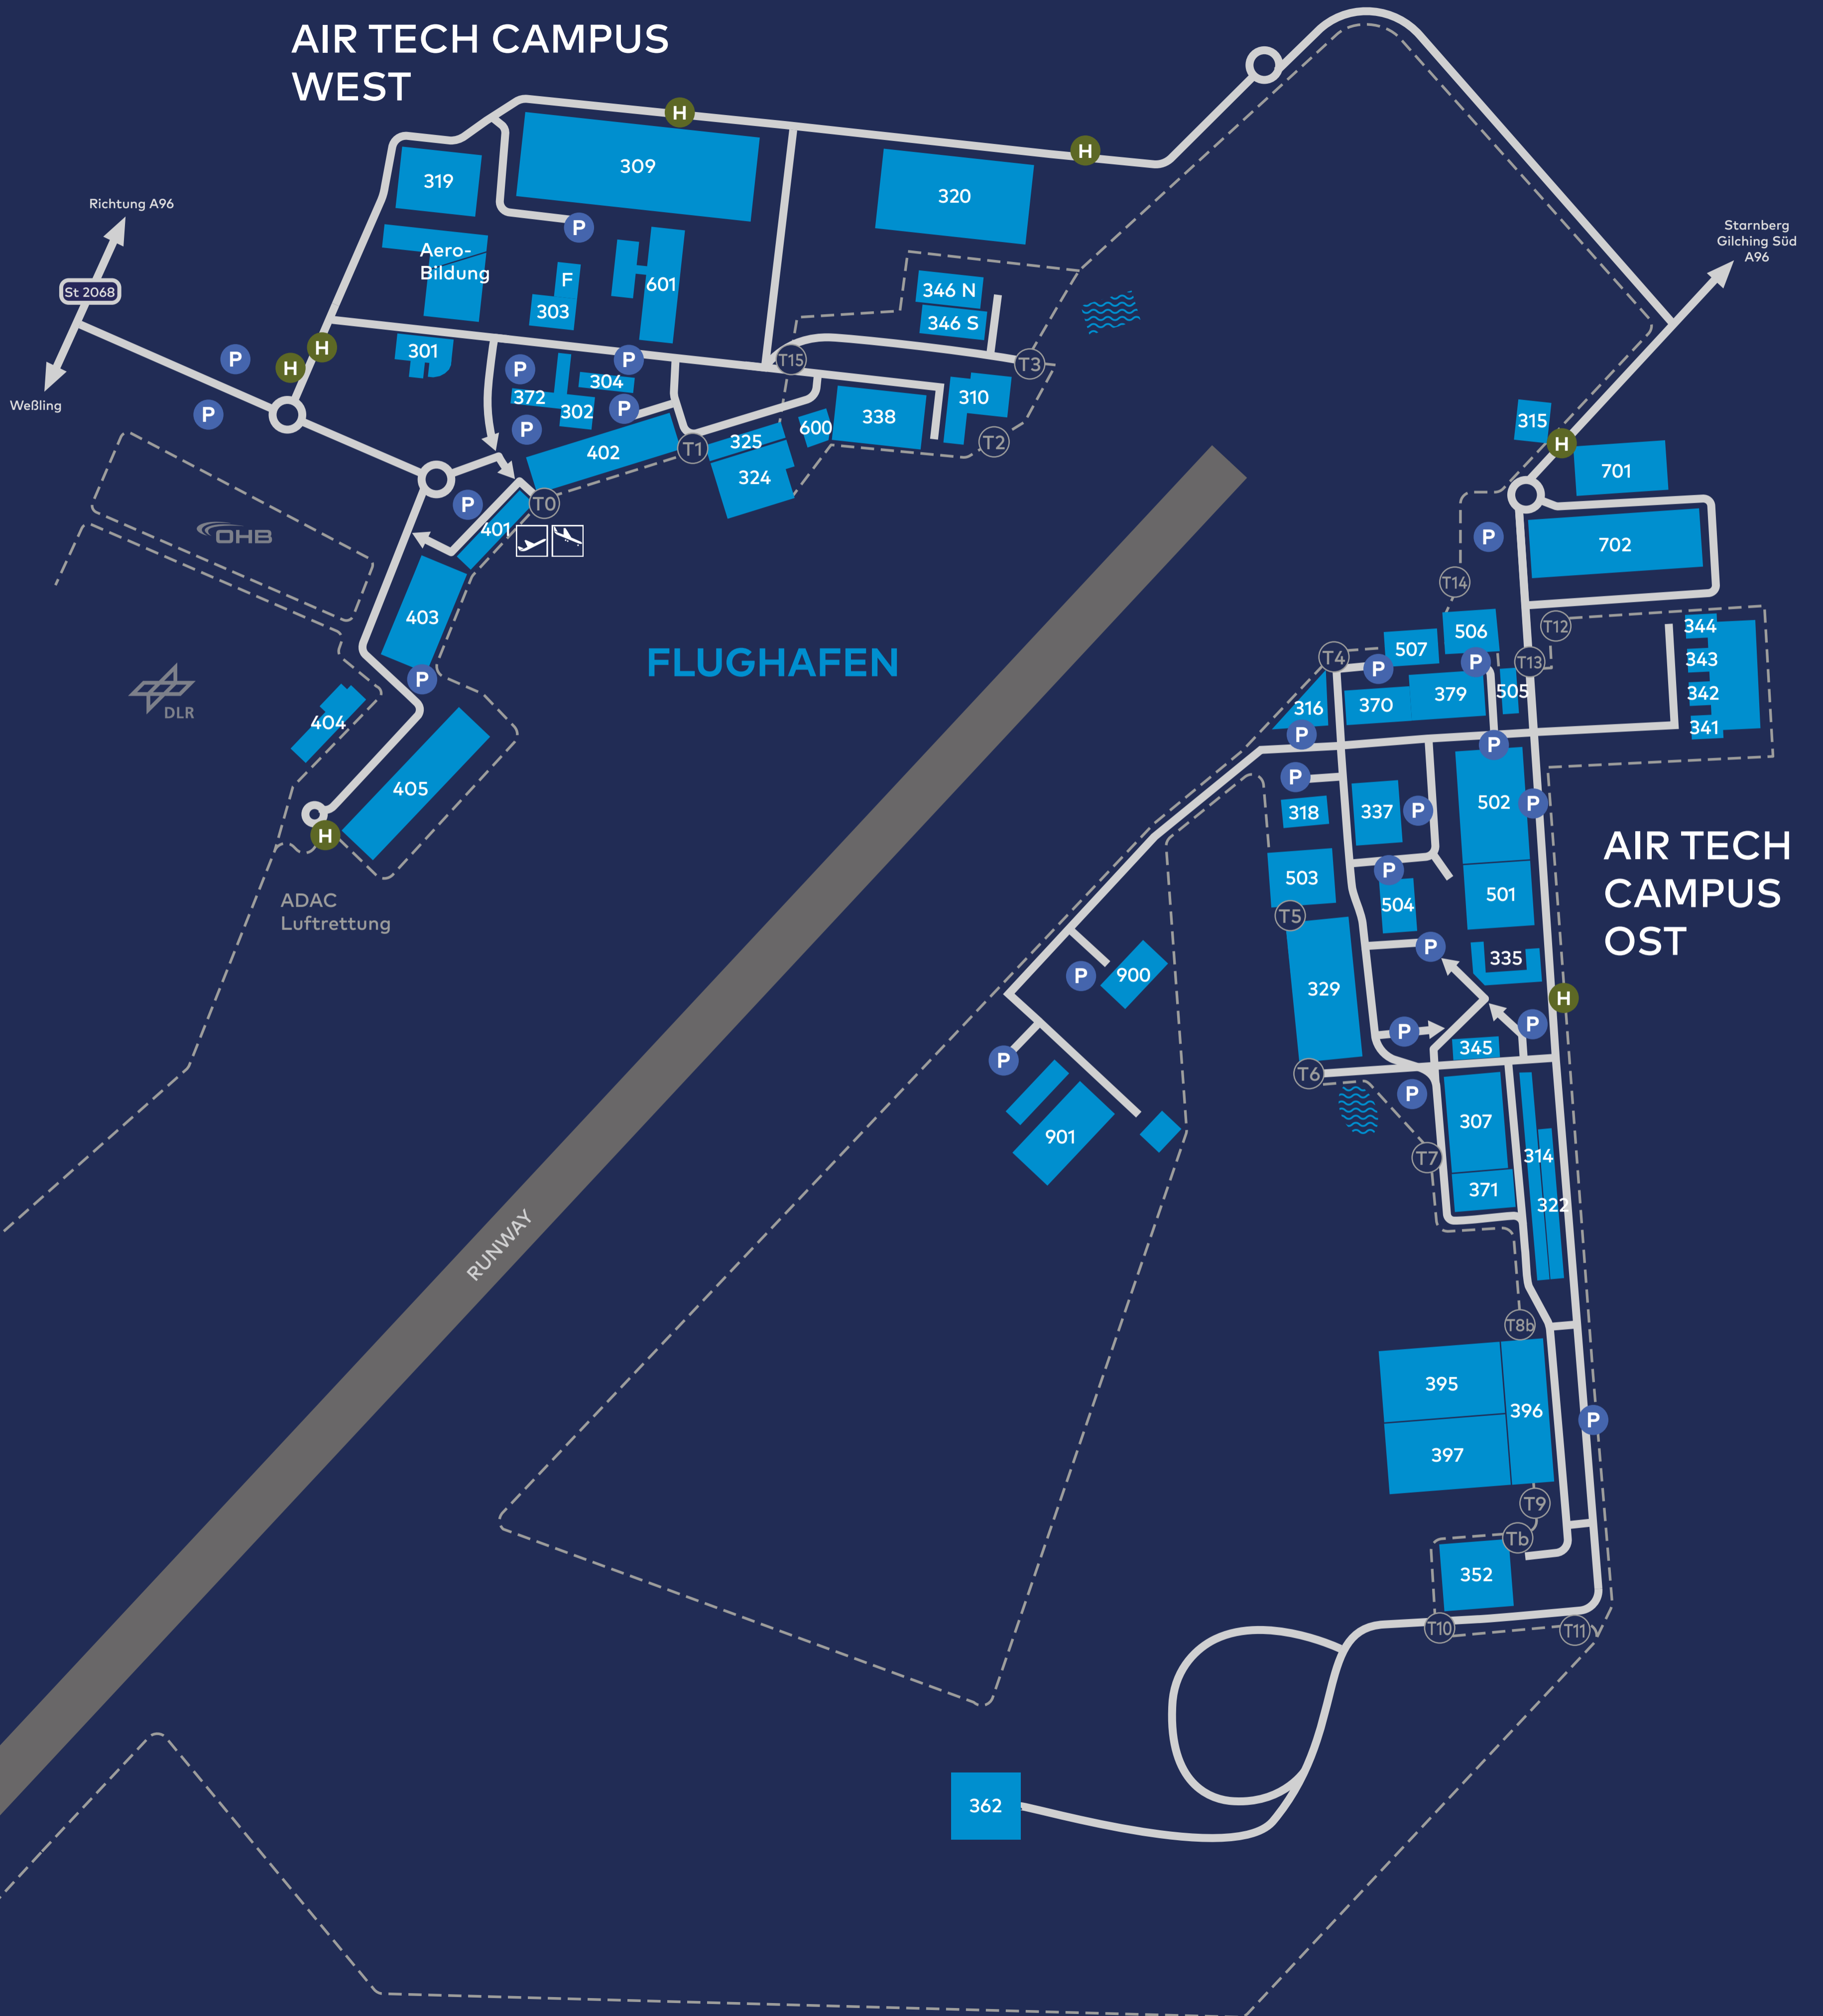 AIR TECH CAMPUS
WEST
H
H
309
319
320
P
Richtung A96
Starnberg
Gilching Süd
A96
Aero-
Bildung
F
303
601
346 N
346 S
St 2068
H
H
P
301
P
P
T15
T3
304
372
302
P
P
Weßling
P
310
338
600
T2
315
H
402
T1
325
324
701
P
T0
401
OHB
P
702
T14
403
FLUGHAFEN
T12
344
506
507
T4
P
P
T13
343
P
DLR
404
316
370
379
505
342
341
P
P
P
405
H
318
337
P
502
P
AIR TECH
CAMPUS
OST
ADAC
Luftrettung
503
P
504
501
T5
P
335
900
P
329
H
P
P
345
P
T6
P
307
901
T7
314
371
322
RUNWAY
T8b
395
396
P
397
T9
Tb
352
T10
T11
362